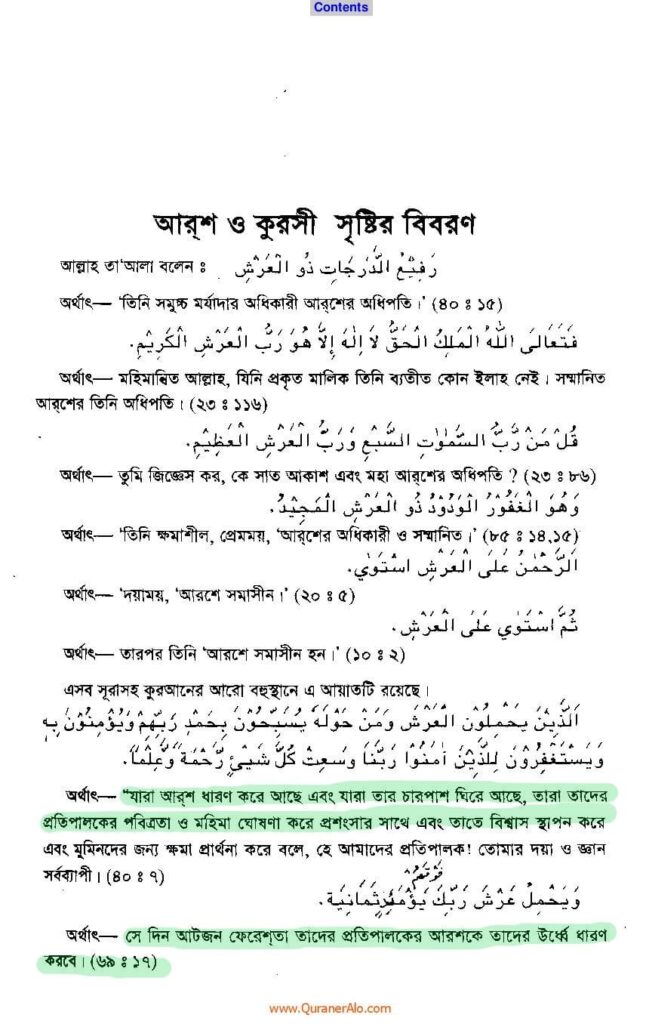 Contents
আর্‌শ ও কুরসী সৃষ্টির বিবরণ
আল্লাহ তা‘আলা বলেন ঃ رَفِيْعُ الدَّرَجَاتِ ذُو الْعَرْشِ
অর্থাৎ— ‘তিনি সমুচ্চ মর্যাদার অধিকারী আর্‌শের অধিপতি।’ (৪০ ঃ ১৫)
فَتَعَالَى اللّٰهُ الْمَلِكُ الْحَقُّ لَا اِلٰهَ اِلَّا هُوَ رَبُّ الْعَرْشِ الْكَرِيْمِ.
অর্থাৎ— মহিমান্বিত আল্লাহ, যিনি প্রকৃত মালিক তিনি ব্যতীত কোন ইলাহ নেই। সম্মানিত
আর্‌শের তিনি অধিপতি। (২৩ ঃ ১১৬)
قُلْ مَنْ رَّبُّ السَّمٰوٰتِ السَّبْعِ وَرَبُّ الْعَرْشِ الْعَظِيْمِ.
অর্থাৎ— তুমি জিজ্ঞেস কর, কে সাত আকাশ এবং মহা আর্‌শের অধিপতি ? (২৩ ঃ ৮৬)
وَهُوَ الْغَفُوْرُ الْوَدُوْدُ ذُو الْعَرْشِ الْمَجِيْدُ.
অর্থাৎ— ‘তিনি ক্ষমাশীল, প্রেমময়, ‘আর্‌শের অধিকারী ও সম্মানিত।’ (৮৫ ঃ ১৪,১৫)
الَرَّحْمٰنُ عَلَى الْعَرْشِ اسْتَوٰي.
অর্থাৎ— ‘দয়াময়, ‘আরশে সমাসীন।’ (২০ ঃ ৫)
ثُمَّ اسْتَوٰي عَلَى الْعَرْشِ.
অর্থাৎ— তারপর তিনি ‘আরশে সমাসীন হন।’ (১০ ঃ ২)
এসব সূরাসহ কুরআনের আরো বহুস্থানে এ আয়াতটি রয়েছে।
اَلَّذِيْنَ يَحْمِلُوْنَ الْعَرْشَ وَمَنْ حَوْلَهٗ يُسَبِّحُوْنَ بِحَمْدِ رَبِّهِمْ وَيُؤْمِنُوْنَ بِهٖ
وَيَسْتَغْفِرُوْنَ لِلَّذِيْنَ اٰمَنُوْا رَبَّنَا وَسِعْتَ كُلَّ شَيْئٍ رَّحْمَةً وَّعِلْمًا.
অর্থাৎ— “যারা আর্‌শ ধারণ করে আছে এবং যারা তার চারপাশ ঘিরে আছে, তারা তাদের
প্রতিপালকের পবিত্রতা ও মহিমা ঘোষণা করে প্রশংসার সাথে এবং তাতে বিশ্বাস স্থাপন করে
এবং মুমিনদের জন্য ক্ষমা প্রার্থনা করে বলে, হে আমাদের প্রতিপালক! তোমার দয়া ও জ্ঞান
সর্বব্যাপী। (৪০ ঃ ৭)
فَوْقَهُمْ
وَيَحْمِلُ عَرْشَ رَبِّكَ يَوْمَئِذٍ ثَمَانِيَةَ.
অর্থাৎ— সে দিন আটজন ফেরেশ্‌তা তাদের প্রতিপালকের আরশকে তাদের উর্ধ্বে ধারণ
করবে। (৬৯ ঃ ১৭)
www.QuranerAlo.com